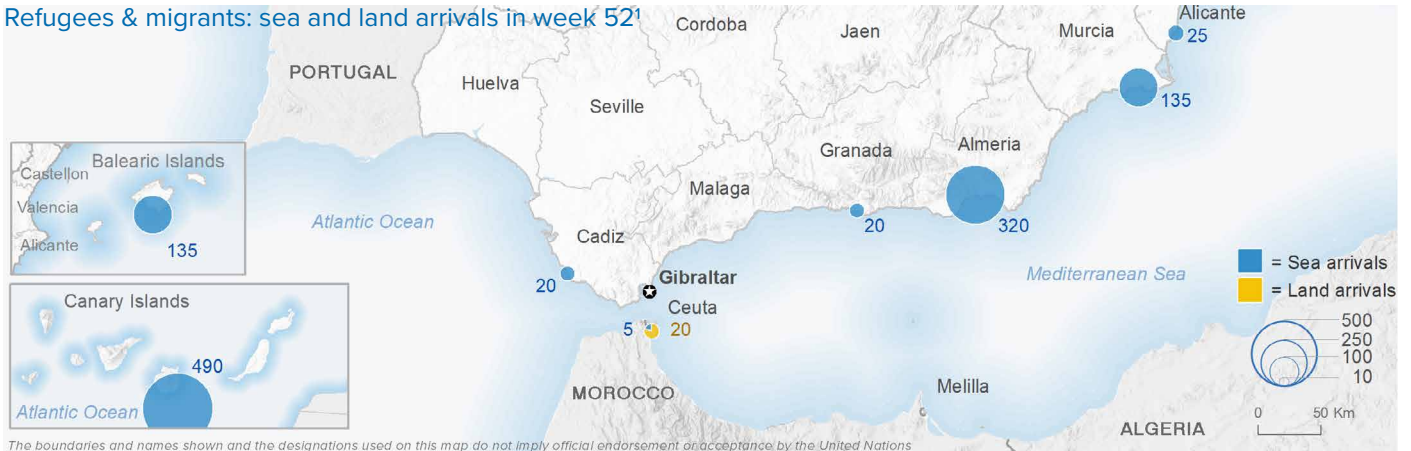 Refugees & migrants: sea and land arrivals in week 52¹
Alicante
25
Cordoba
Jaen
Murcia
PORTUGAL
Huelva
Seville
135
Granada
Almeria
Malaga
Cadiz
20
320
Atlantic Ocean
Balearic Islands
Castellon
Valencia
Alicante
135
20
Gibraltar
Ceuta
5
20
Mediterranean Sea
= Sea arrivals
= Land arrivals
500
250
100
10
0 50 Km
Canary Islands
490
Atlantic Ocean
MOROCCO
Melilla
ALGERIA
The boundaries and names shown and the designations used on this map do not imply official endorsement or acceptance by the United Nations